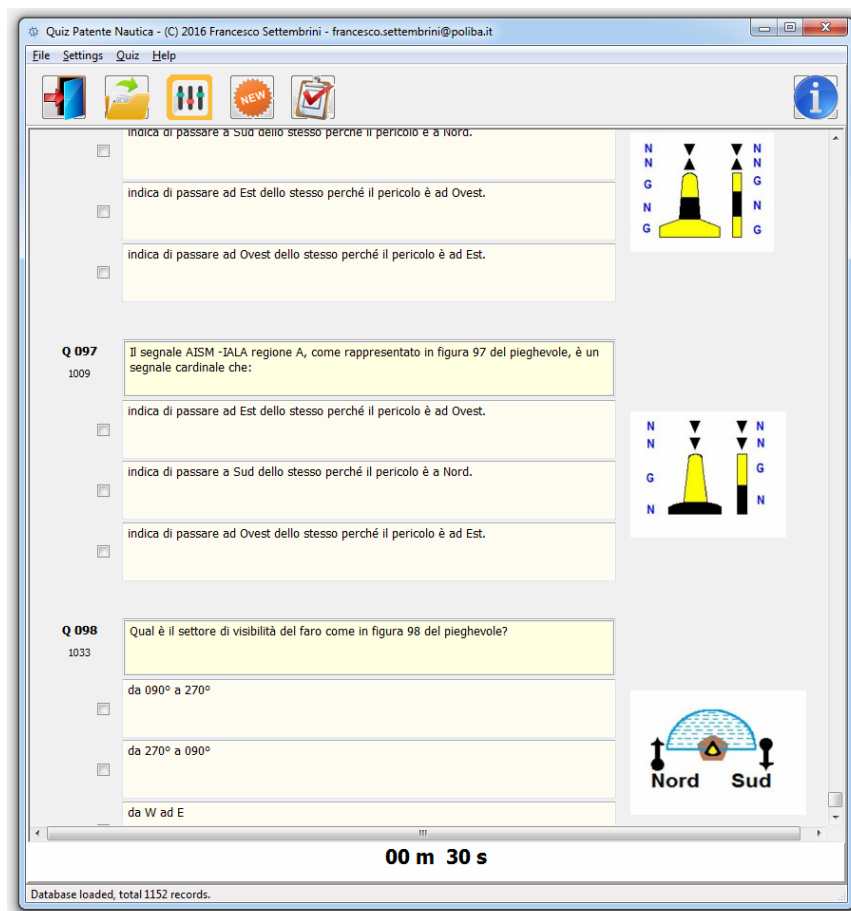 Quiz Patente Nautica - (C) 2016 Francesco Settembrini - francesco.settembrini@poliba.it
File Settings Quiz Help
NEW
i
indica di passare a Sud dello stesso perché il pericolo è a Nord.
indica di passare ad Est dello stesso perché il pericolo è ad Ovest.
indica di passare ad Ovest dello stesso perché il pericolo è ad Est.
N N
N N
G G
N N
G G
Q 097
1009
Il segnale AISM -IALA regione A, come rappresentato in figura 97 del pieghevole, è un
segnale cardinale che:
indica di passare ad Est dello stesso perché il pericolo è ad Ovest.
indica di passare a Sud dello stesso perché il pericolo è a Nord.
indica di passare ad Ovest dello stesso perché il pericolo è ad Est.
N N
N N
G G
N N
Q 098
1033
Qual è il settore di visibilità del faro come in figura 98 del pieghevole?
da 090° a 270°
da 270° a 090°
da W ad E
Nord Sud
00 m 30 s
Database loaded, total 1152 records.